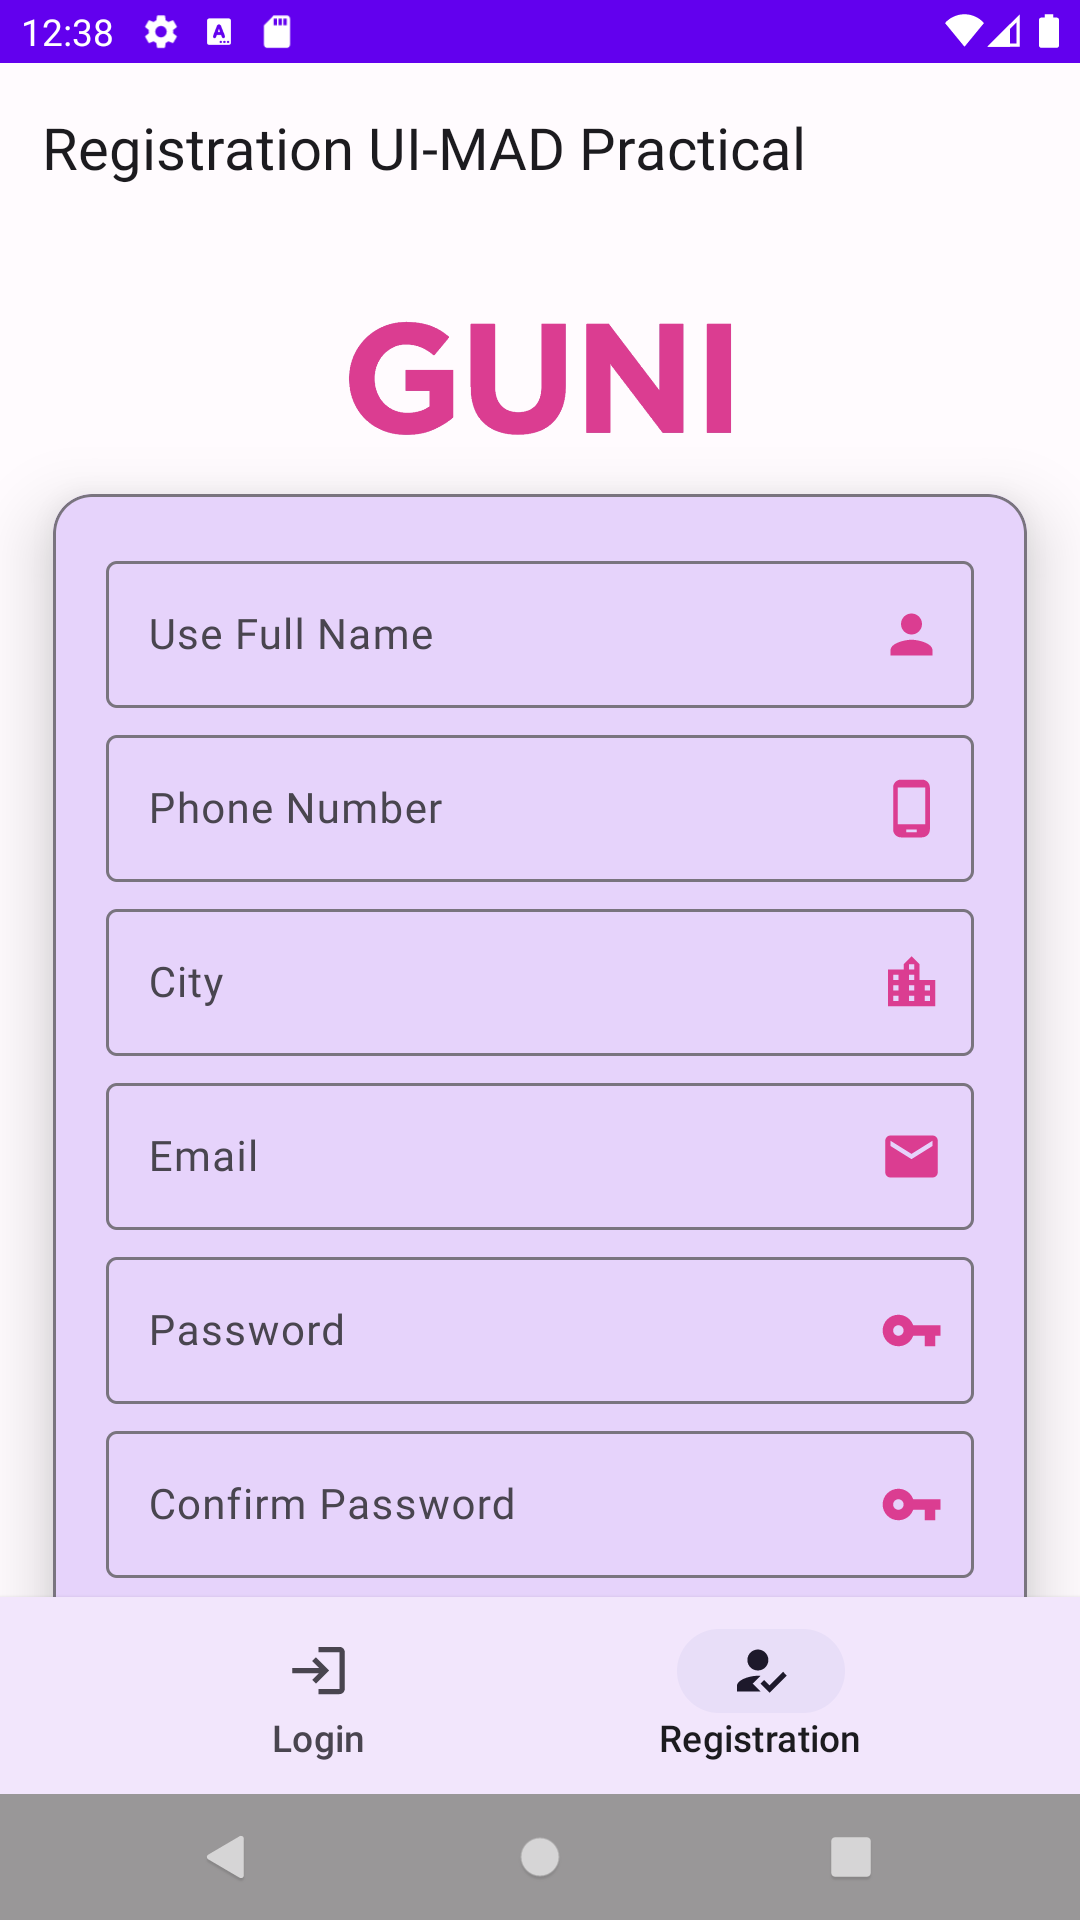 12:38
Registration UI-MAD Practical
GUNI
Use Full Name
Phone Number
City
Email
Password
Confirm Password
Login
Registration